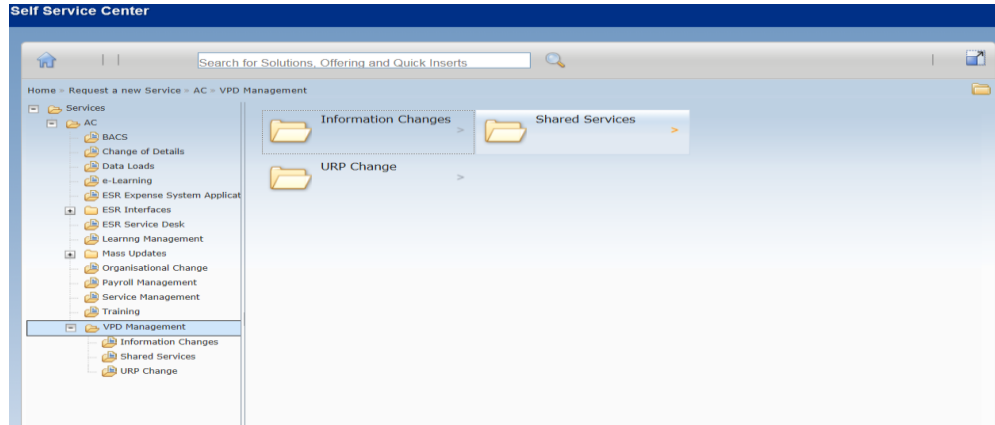 Self Service Center
Search for Solutions, Offering and Quick Inserts
Home > Request a new Service > AC > VPD Management
Services
AC
BACS
Change of Details
Data Loads
e-Learning
ESR Expense System Applicat
ESR Interfaces
ESR Service Desk
Learnng Management
Mass Updates
Organisational Change
Payroll Management
Service Management
Training
VPD Management
Information Changes
Shared Services
URP Change
Information Changes >
Shared Services >
URP Change >